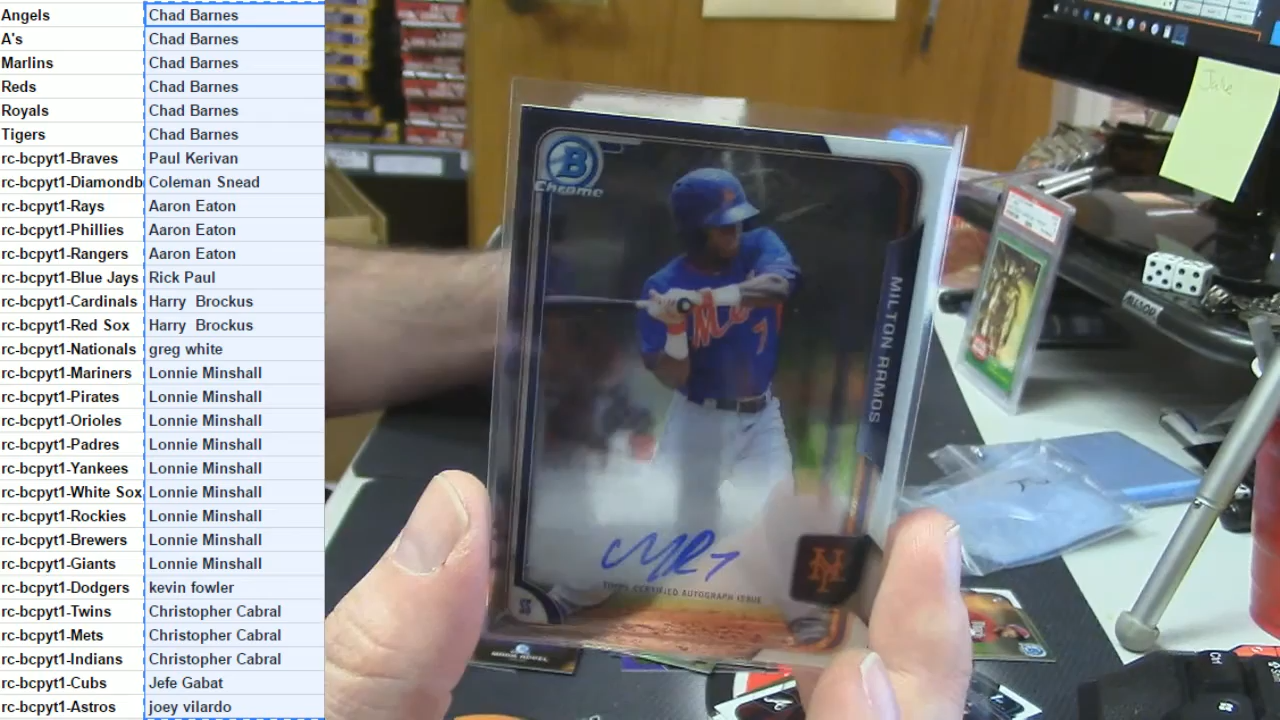 Angels Chad Barnes
A's Chad Barnes
Marlins Chad Barnes
Reds Chad Barnes
Royals Chad Barnes
Tigers Chad Barnes
rc-bcpyt1-Braves Paul Kerivan
rc-bcpyt1-Diamondb Coleman Snead
rc-bcpyt1-Rays Aaron Eaton
rc-bcpyt1-Phillies Aaron Eaton
rc-bcpyt1-Rangers Aaron Eaton
rc-bcpyt1-Blue Jays Rick Paul
rc-bcpyt1-Cardinals Harry Brockus
rc-bcpyt1-Red Sox Harry Brockus
rc-bcpyt1-Nationals greg white
rc-bcpyt1-Mariners Lonnie Minshall
rc-bcpyt1-Pirates Lonnie Minshall
rc-bcpyt1-Orioles Lonnie Minshall
rc-bcpyt1-Padres Lonnie Minshall
rc-bcpyt1-Yankees Lonnie Minshall
rc-bcpyt1-White Sox Lonnie Minshall
rc-bcpyt1-Rockies Lonnie Minshall
rc-bcpyt1-Brewers Lonnie Minshall
rc-bcpyt1-Giants Lonnie Minshall
rc-bcpyt1-Dodgers kevin fowler
rc-bcpyt1-Twins Christopher Cabral
rc-bcpyt1-Mets Christopher Cabral
rc-bcpyt1-Indians Christopher Cabral
rc-bcpyt1-Cubs Jefe Gabat
rc-bcpyt1-Astros joey vilardo
B
Chrome
MILTON RAMOS
7
TOPPS CERTIFIED AUTOGRAPH ISSUE
SS
NY
MARK APPEL
Ctrl